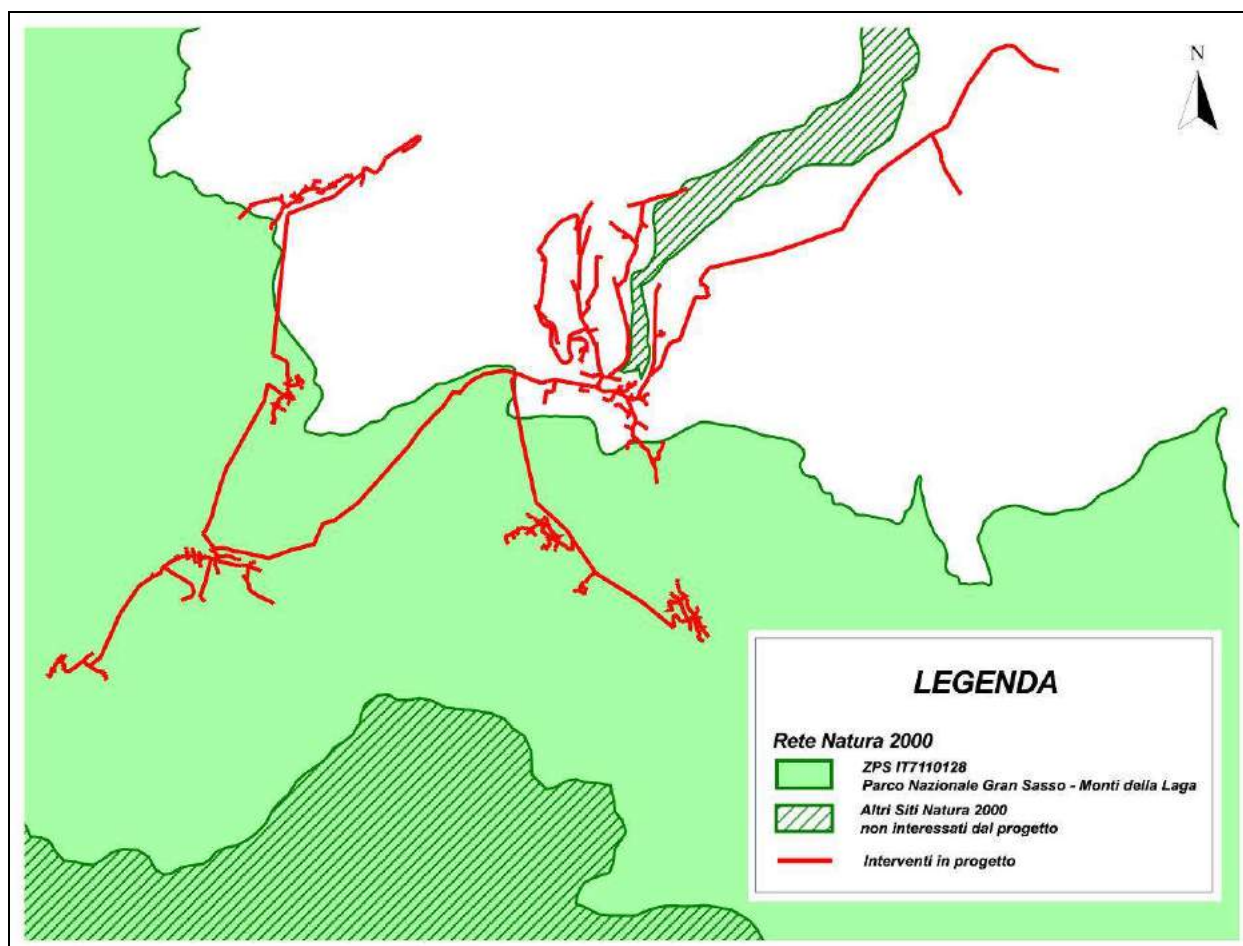 N
LEGENDA
Rete Natura 2000
ZPS IT7110128
Parco Nazionale Gran Sasso - Monti della Laga
Altri Siti Natura 2000
non interessati dal progetto
Interventi in progetto